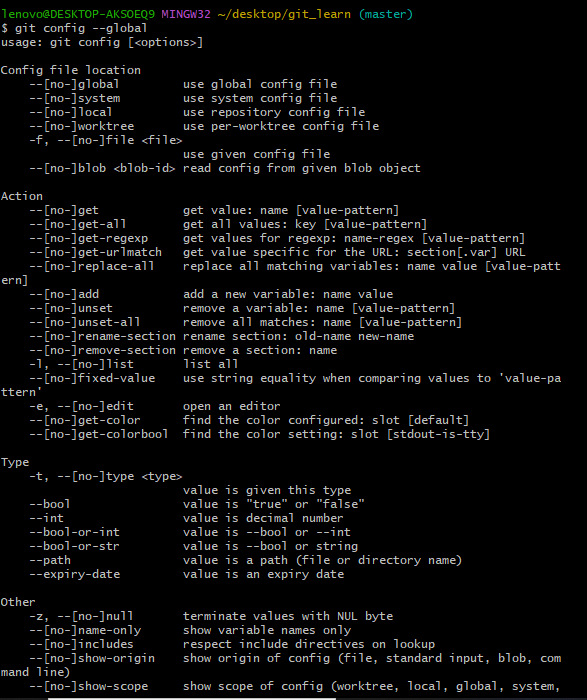 lenovo@DESKTOP-AKSOEQ9 MINGW32 ~/desktop/git_learn (master)
$ git config --global
usage: git config [<options>]

Config file location
    --[no-]global         use global config file
    --[no-]system         use system config file
    --[no-]local          use repository config file
    --[no-]worktree       use per-worktree config file
    -f, --[no-]file <file>
                          use given config file
    --[no-]blob <blob-id> read config from given blob object

Action
    --[no-]get            get value: name [value-pattern]
    --[no-]get-all        get all values: key [value-pattern]
    --[no-]get-regexp     get values for regexp: name-regex [value-pattern]
    --[no-]get-urlmatch   get value specific for the URL: section[.var] URL
    --[no-]replace-all    replace all matching variables: name value [value-patt
ern]
    --[no-]add            add a new variable: name value
    --[no-]unset          remove a variable: name [value-pattern]
    --[no-]unset-all      remove all matches: name [value-pattern]
    --[no-]rename-section rename section: old-name new-name
    --[no-]remove-section remove a section: name
    -l, --[no-]list       list all
    --[no-]fixed-value    use string equality when comparing values to 'value-pa
ttern'
    -e, --[no-]edit       open an editor
    --[no-]get-color      find the color configured: slot [default]
    --[no-]get-colorbool  find the color setting: slot [stdout-is-tty]

Type
    -t, --[no-]type <type>
                          value is given this type
    --bool                value is "true" or "false"
    --int                 value is decimal number
    --bool-or-int         value is --bool or --int
    --bool-or-str         value is --bool or string
    --path                value is a path (file or directory name)
    --expiry-date         value is an expiry date

Other
    -z, --[no-]null       terminate values with NUL byte
    --[no-]name-only      show variable names only
    --[no-]includes       respect include directives on lookup
    --[no-]show-origin    show origin of config (file, standard input, blob, com
mand line)
    --[no-]show-scope     show scope of config (worktree, local, global, system,